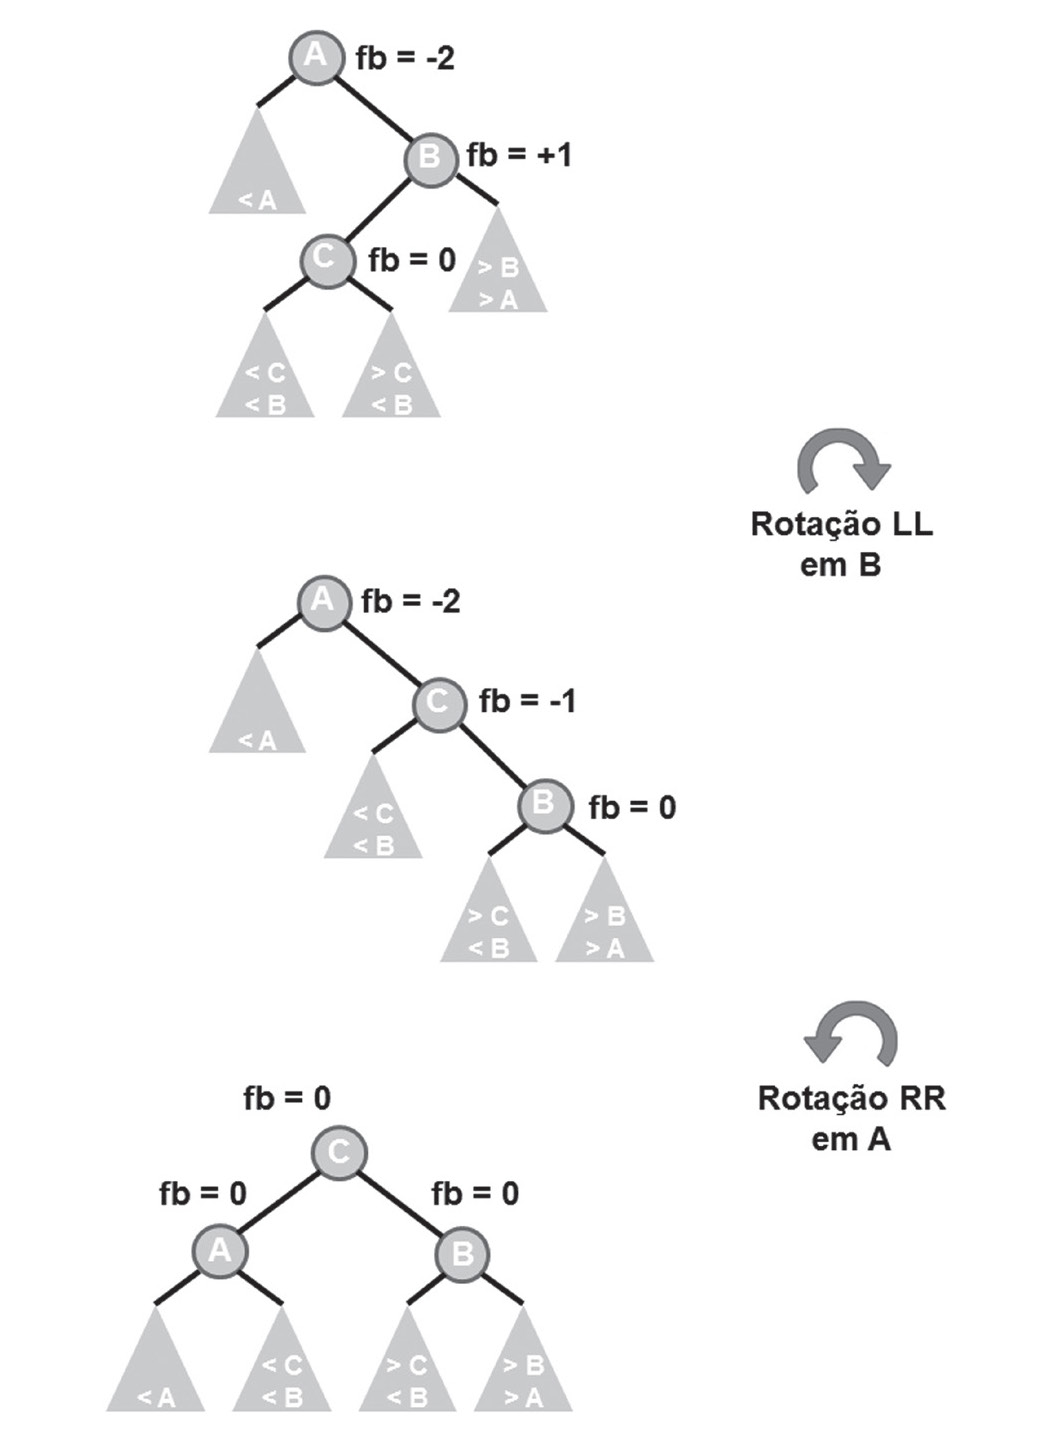 A fb = -2
B fb = +1
< A
C fb = 0
> B
> A
< C
< B
> C
< B
Rotação LL
em B
A fb = -2
C fb = -1
< A
B fb = 0
< C
< B
> C
< B
> B
> A
Rotação RR
em A
fb = 0
C
fb = 0
fb = 0
A
B
< A
< C
< B
> C
< B
> B
> A